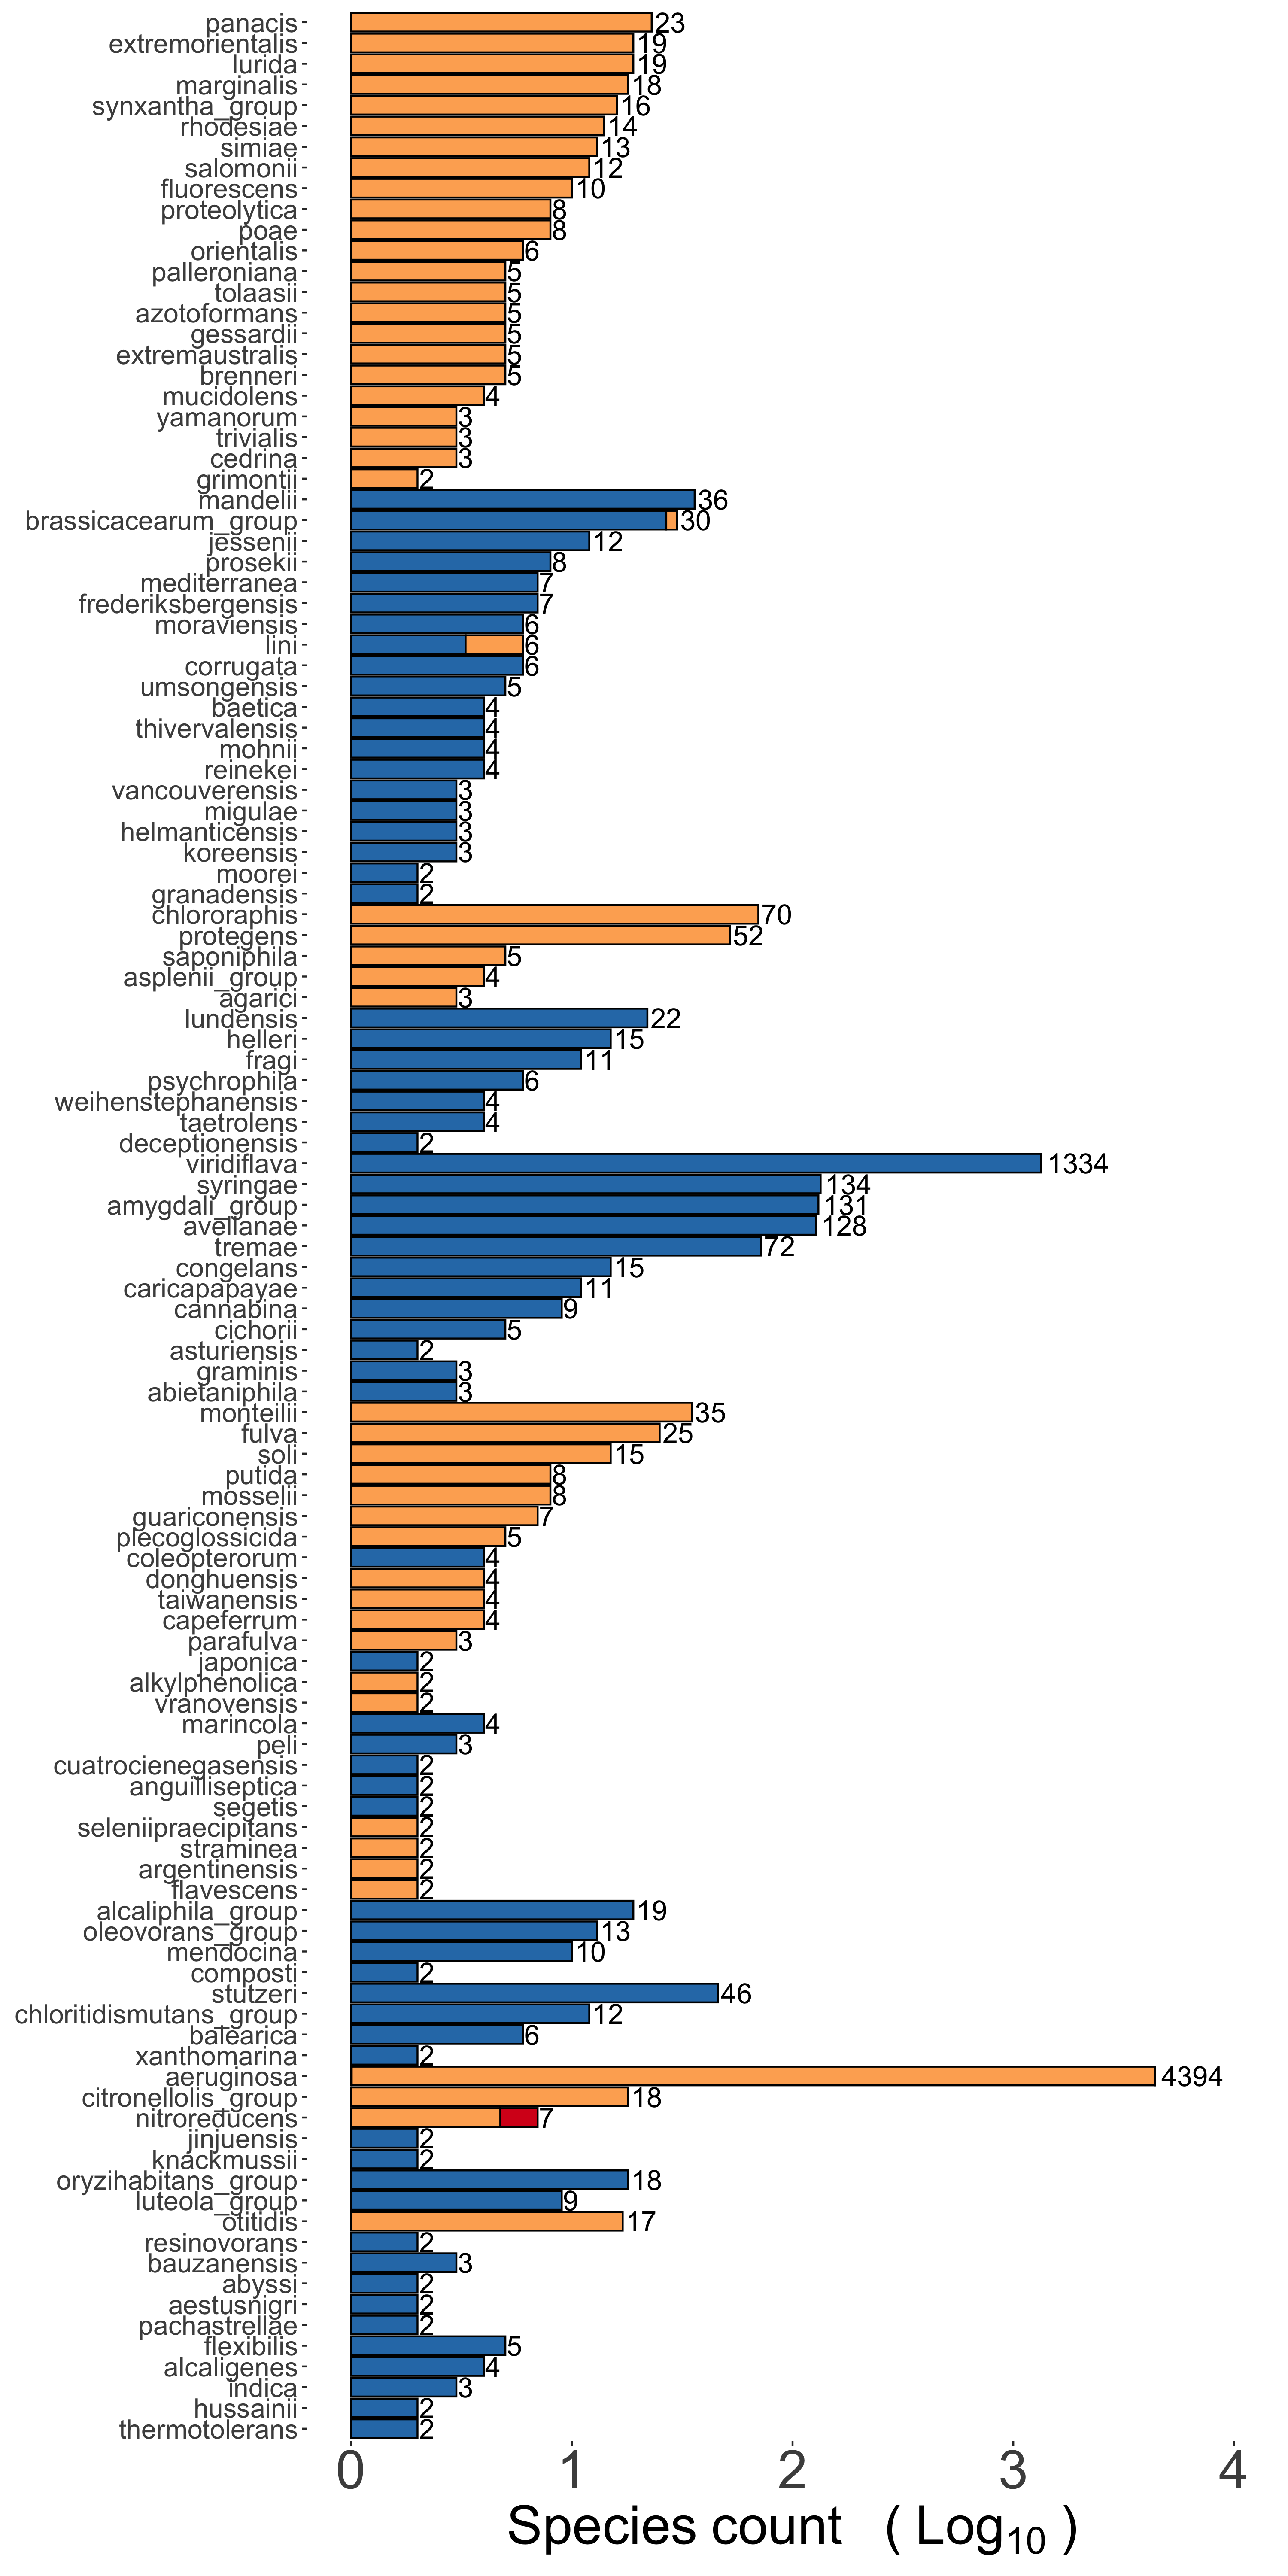 panacis 23
extremorientalis 19
lurida 19
marginalis 18
synxantha_group 16
rhodesiae 14
simiae 13
salomonii 12
fluorescens 10
proteolytica 8
poae 8
orientalis 6
palleroniana 5
tolaasii 5
azotoformans 5
gessardii 5
extremaustralis 5
brenneri 5
mucidolens 4
yamanorum 3
trivialis 3
cedrina 3
grimontii 2
mandelii 36
brassicacearum_group 30
jessenii 12
prosekii 8
mediterranea 7
frederiksbergensis 7
moraviensis 6
lini 6
corrugata 6
umsongensis 5
baetica 4
thivervalensis 4
mohnii 4
reinekei 4
vancouverensis 3
migulae 3
helmanticensis 3
koreensis 3
moorei 2
granadensis 2
chlororaphis 70
protegens 52
saponiphila 5
asplenii_group 4
agarici 3
lundensis 22
helleri 15
fragi 11
psychrophila 6
weihenstephanensis 4
taetrolens 4
deceptionensis 2
viridiflava 1334
syringae 134
amygdali_group 131
avellanae 128
tremae 72
congelans 15
caricapapayae 11
cannabina 9
cichorii 5
asturiensis 2
graminis 3
abietaniphila 3
monteilii 35
fulva 25
soli 15
putida 8
mosselii 8
guariconensis 7
plecoglossicida 5
coleopterorum 4
donghuensis 4
taiwanensis 4
capeferrum 4
parafulva 3
japonica 2
alkylphenolica 2
vranovensis 2
marincola 4
peli 3
cuatrocienegasensis 2
anguilliseptica 2
segetis 2
seleniipraecipitans 2
straminea 2
argentinensis 2
flavescens 2
alcaliphila_group 19
oleovorans_group 13
mendocina 10
composti 2
stutzeri 46
chloritidismutans_group 12
balearica 6
xanthomarina 2
aeruginosa 4394
citronellolis_group 18
nitroreducens 7
jinjuensis 2
knackmussii 2
oryzihabitans_group 18
luteola_group 9
otitidis 17
resinovorans 2
bauzanensis 3
abyssi 2
aestusnigri 2
pachastrellae 2
flexibilis 5
alcaligenes 4
indica 3
hussainii 2
thermotolerans 2
0 1 2 3 4
Species count ( Log10 )